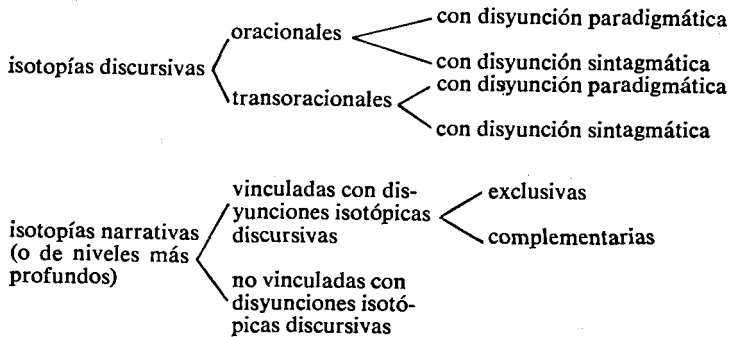 con disyunción paradigmática
oracionales
con disyunción sintagmática
isotopías discursivas
con disyunción paradigmática
transoracionales
con disyunción sintagmática
vinculadas con dis-
yunciones isotópicas
discursivas
exclusivas
complementarias
isotopías narrativas
(o de niveles más
profundos)
no vinculadas con
disyunciones isotó-
picas discursivas